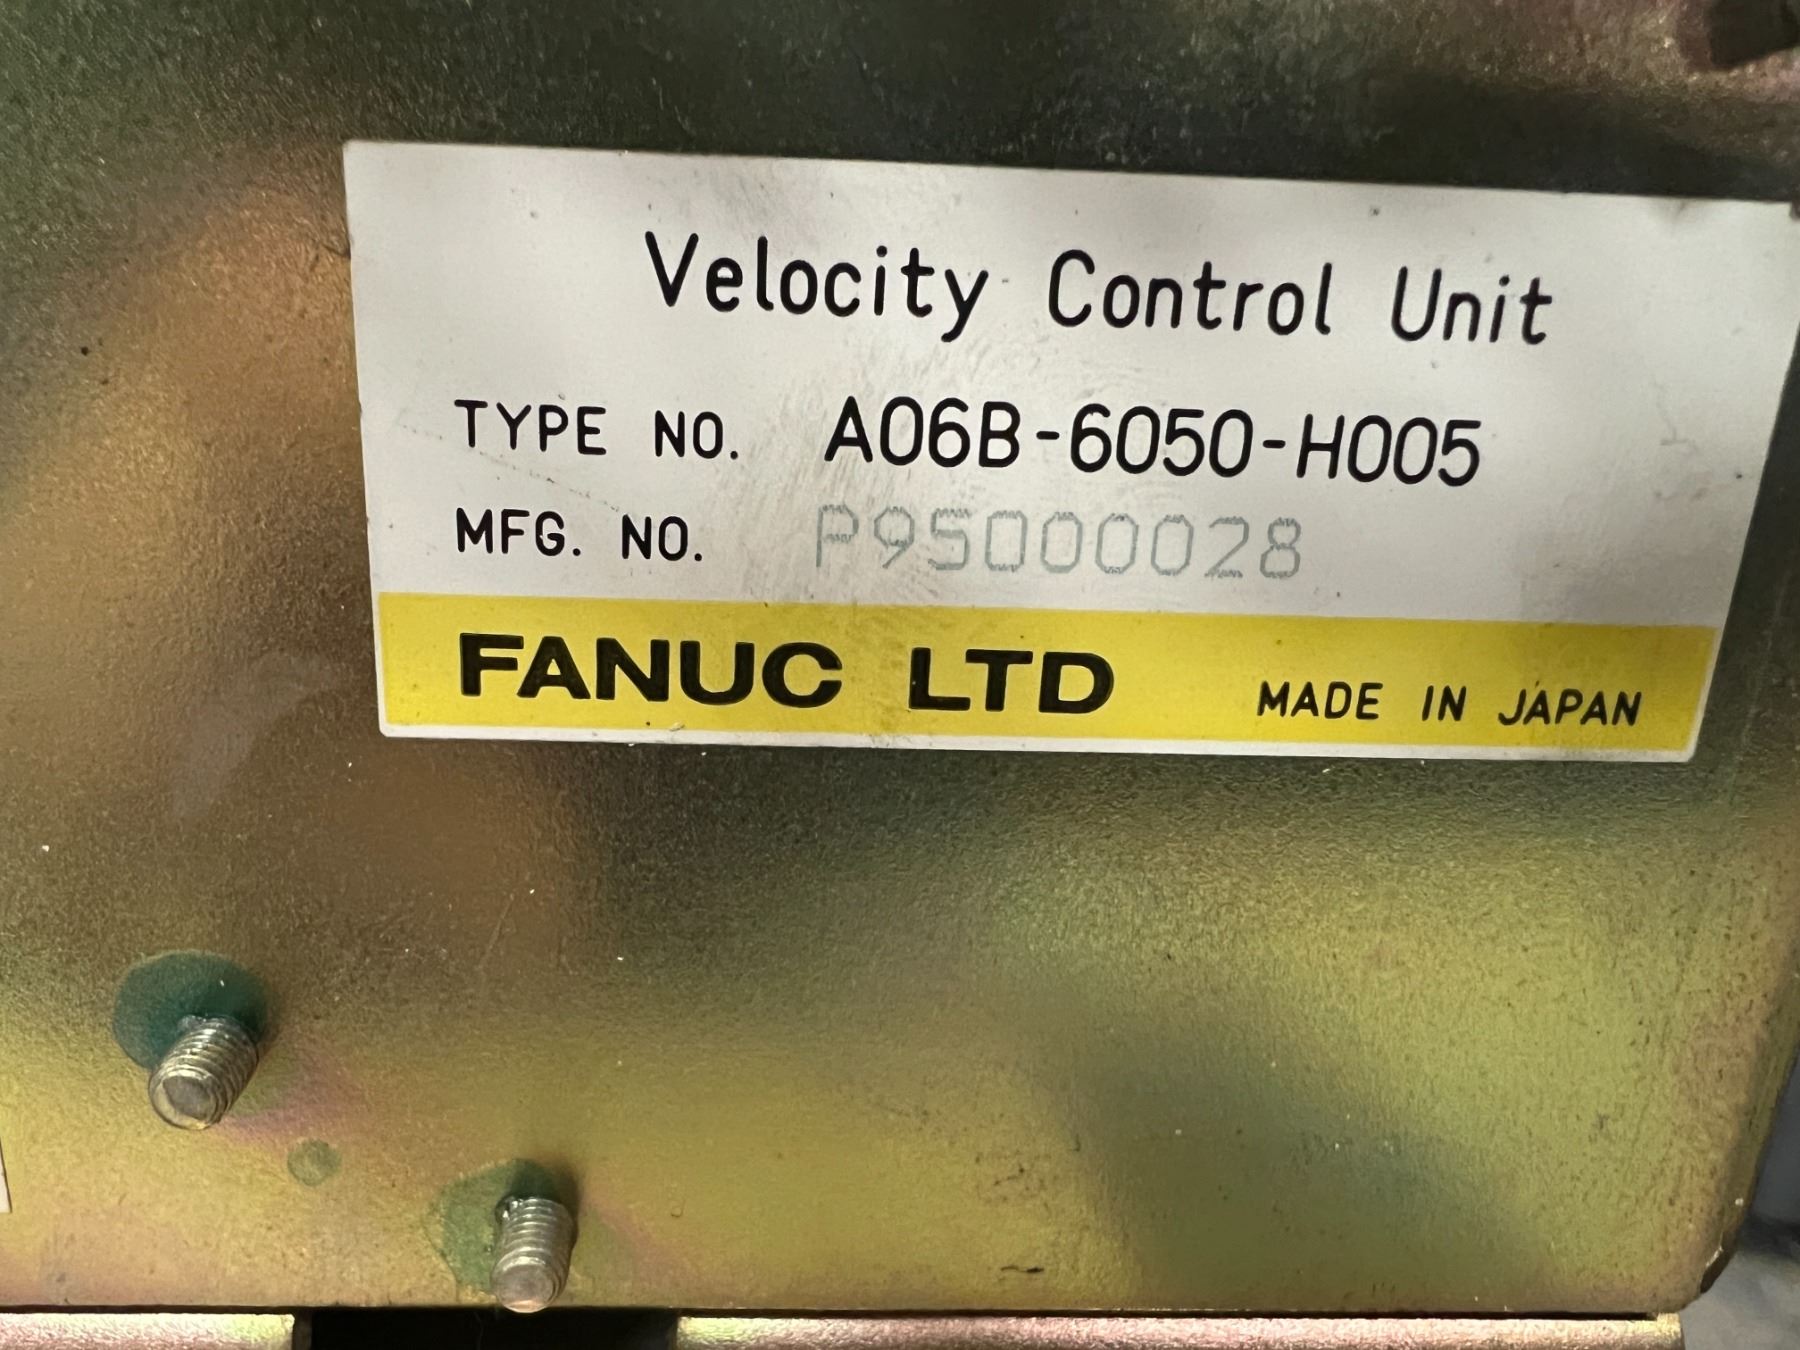 Velocity Control Unit
TYPE NO. A06B-6050-H005
MFG. NO. P95000028
FANUC LTD MADE IN JAPAN